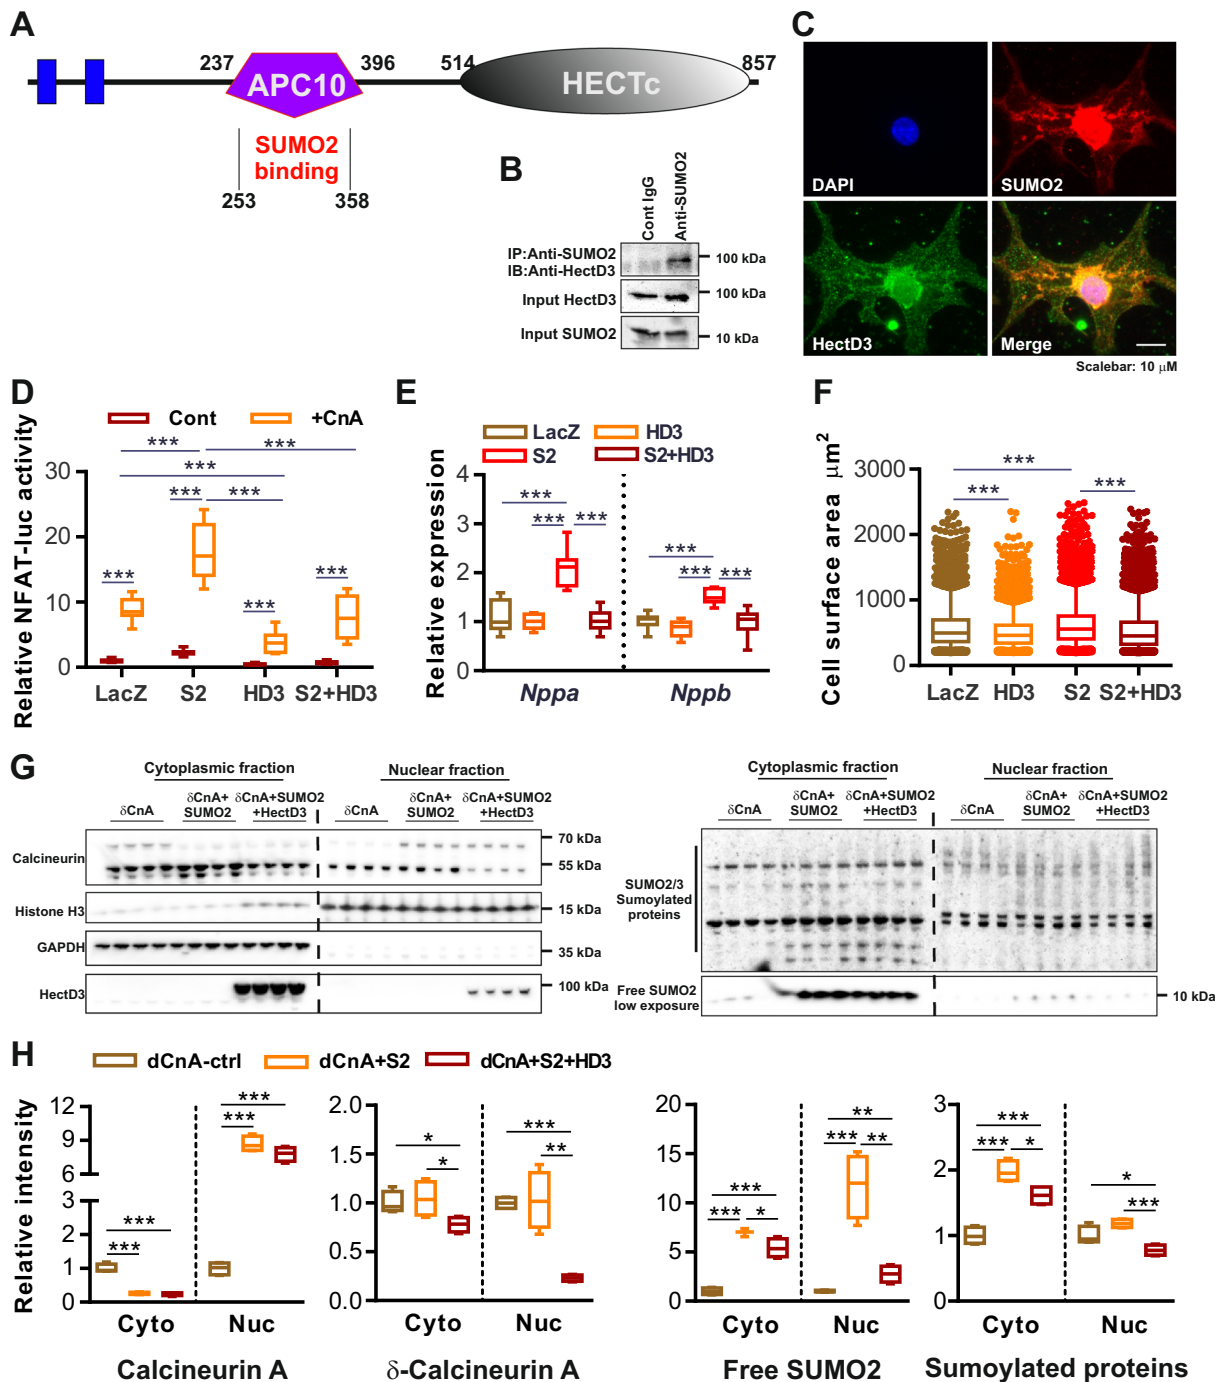 A
237
APC10
396
514
HECTc
857
SUMO2
binding
253
358
B
Cont IgG
Anti-SUMO2
IP:Anti-SUMO2
IB:Anti-HectD3
100 kDa
Input HectD3
100 kDa
Input SUMO2
10 kDa
C
DAPI
SUMO2
HectD3
Merge
Scalebar: 10 µM
D
Cont
+CnA
Relative NFAT-luc activity
30
20
10
0
***
***
***
***
***
***
***
***
LacZ
S2
HD3
S2+HD3
E
LacZ
HD3
S2
S2+HD3
Relative expression
4
3
2
1
0
***
***
***
***
***
***
Nppa
Nppb
F
Cell surface area µm²
3000
2000
1000
0
***
***
***
LacZ
HD3
S2
S2+HD3
G
Cytoplasmic fraction
Nuclear fraction
δCnA
δCnA+
SUMO2
δCnA+SUMO2
+HectD3
δCnA
δCnA+
SUMO2
δCnA+SUMO2
+HectD3
Calcineurin
70 kDa
55 kDa
Histone H3
15 kDa
GAPDH
35 kDa
HectD3
100 kDa
Cytoplasmic fraction
Nuclear fraction
δCnA
δCnA+
SUMO2
δCnA+SUMO2
+HectD3
δCnA
δCnA+
SUMO2
δCnA+SUMO2
+HectD3
SUMO2/3
Sumoylated
proteins
Free SUMO2
low exposure
10 kDa
H
dCnA-ctrl
dCnA+S2
dCnA+S2+HD3
Relative intensity
12
9
6
3
2
1
0
***
***
***
***
Cyto
Nuc
Calcineurin A
2.0
1.5
1.0
0.5
0.0
*
*
***
**
Cyto
Nuc
δ-Calcineurin A
20
15
10
5
0
***
***
*
**
***
**
Cyto
Nuc
Free SUMO2
3
2
1
0
***
***
*
*
***
Cyto
Nuc
Sumoylated proteins